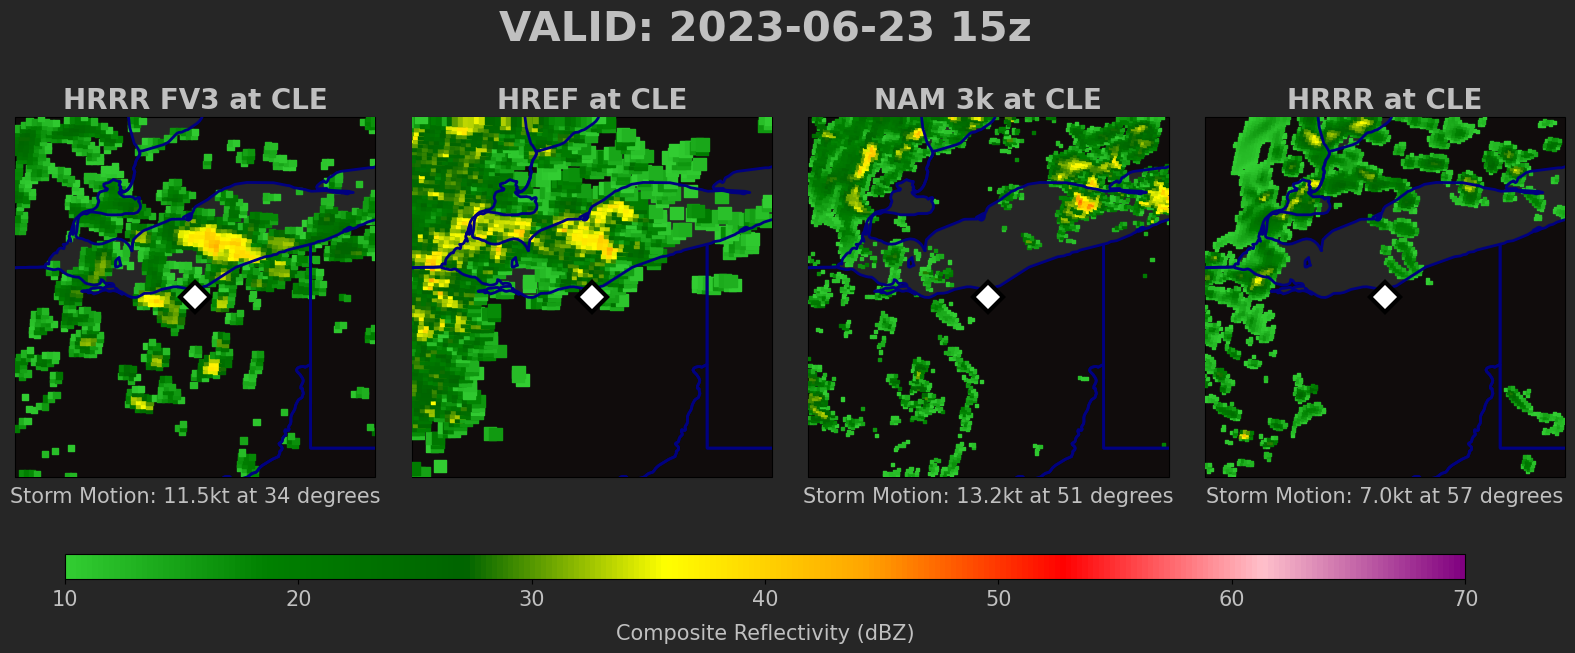 VALID: 2023-06-23 15z
HRRR FV3 at CLE
HREF at CLE
NAM 3k at CLE
HRRR at CLE
Storm Motion: 11.5kt at 34 degrees
Storm Motion: 13.2kt at 51 degrees
Storm Motion: 7.0kt at 57 degrees
10 20 30 40 50 60 70
Composite Reflectivity (dBZ)